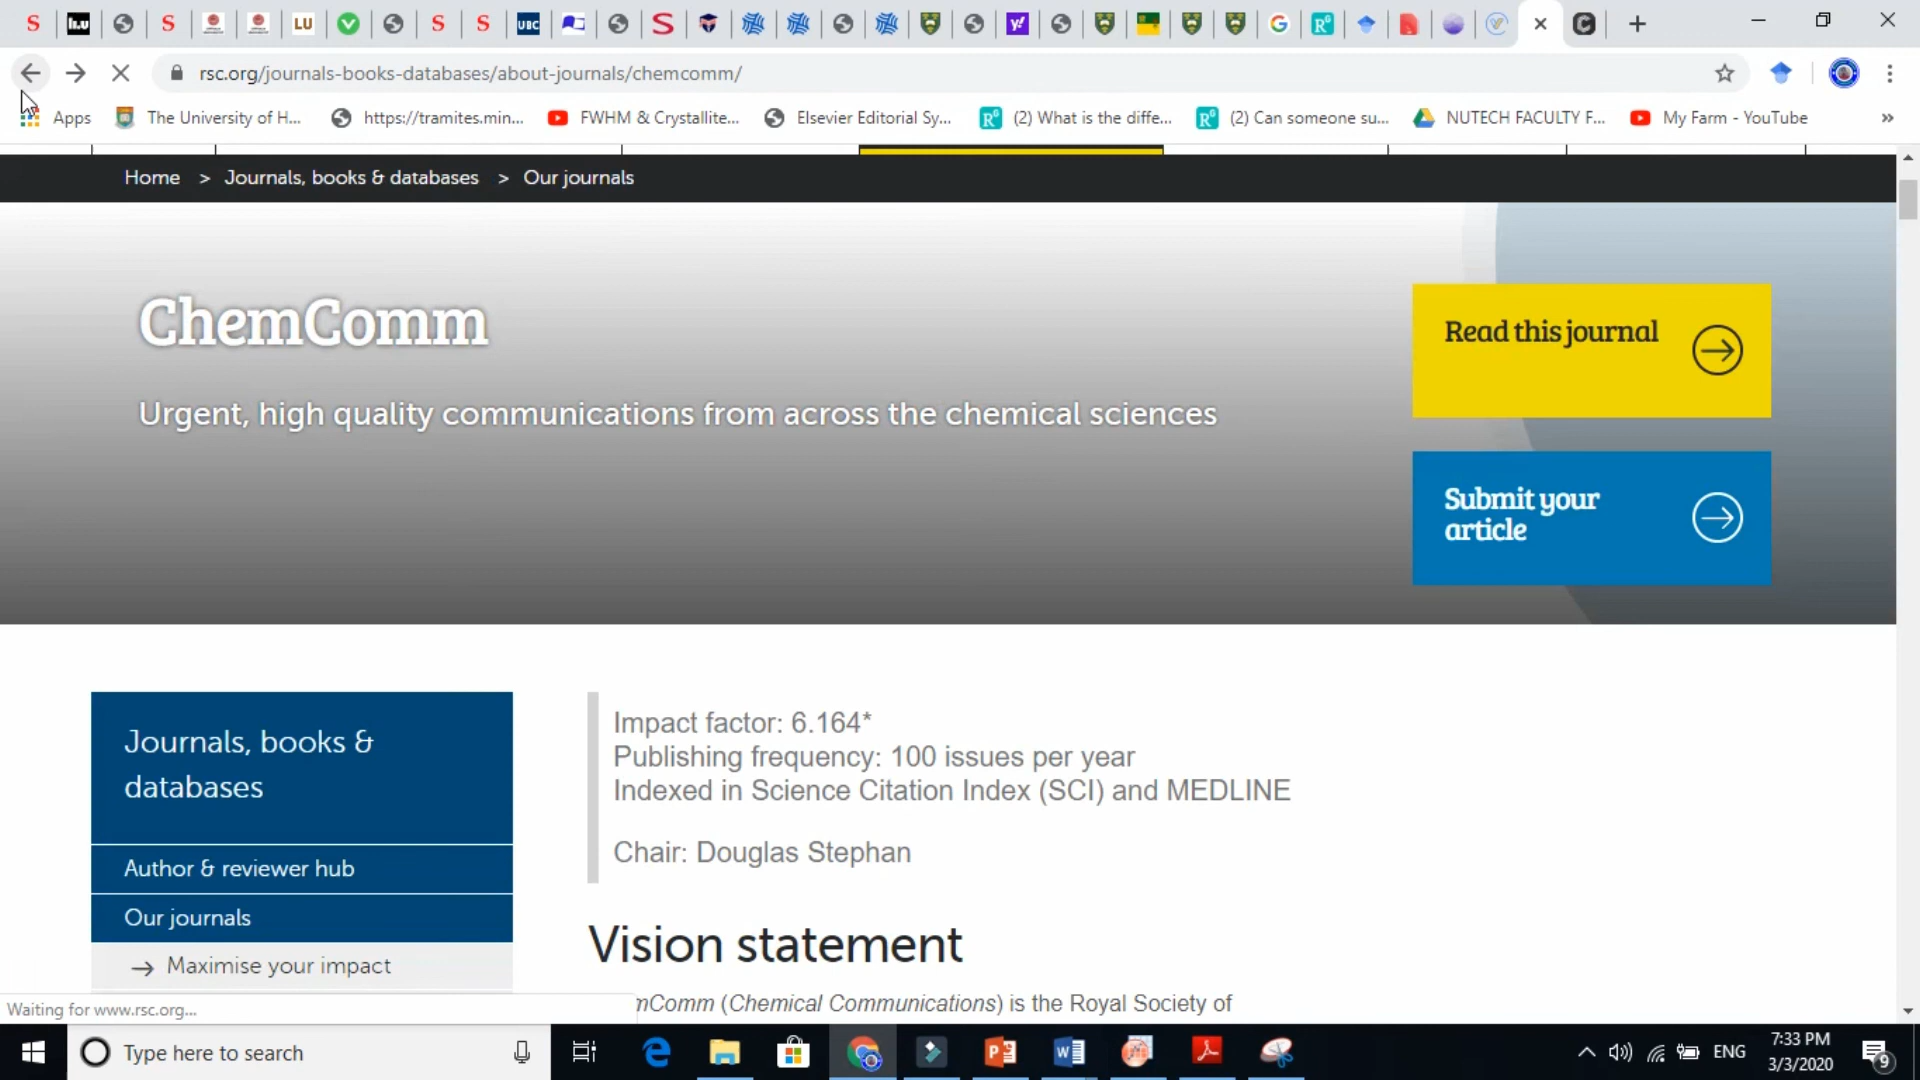 S
LU
S
S
UBC
S
y!
G
R
rsc.org/journals-books-databases/about-journals/chemcomm/
Apps
The University of H...
https://tramites.min...
FWHM & Crystallite...
Elsevier Editorial Sy...
(2) What is the diffe...
(2) Can someone su...
NUTECH FACULTY F...
My Farm - YouTube
»
Home > Journals, books & databases > Our journals
ChemComm
Urgent, high quality communications from across the chemical sciences
Read this journal
Submit your
article
Journals, books &
databases
Author & reviewer hub
Our journals
Maximise your impact
Impact factor: 6.164*
Publishing frequency: 100 issues per year
Indexed in Science Citation Index (SCI) and MEDLINE
Chair: Douglas Stephan
Vision statement
mComm (Chemical Communications) is the Royal Society of
Waiting for www.rsc.org...
Type here to search
ENG
7:33 PM
3/3/2020
9